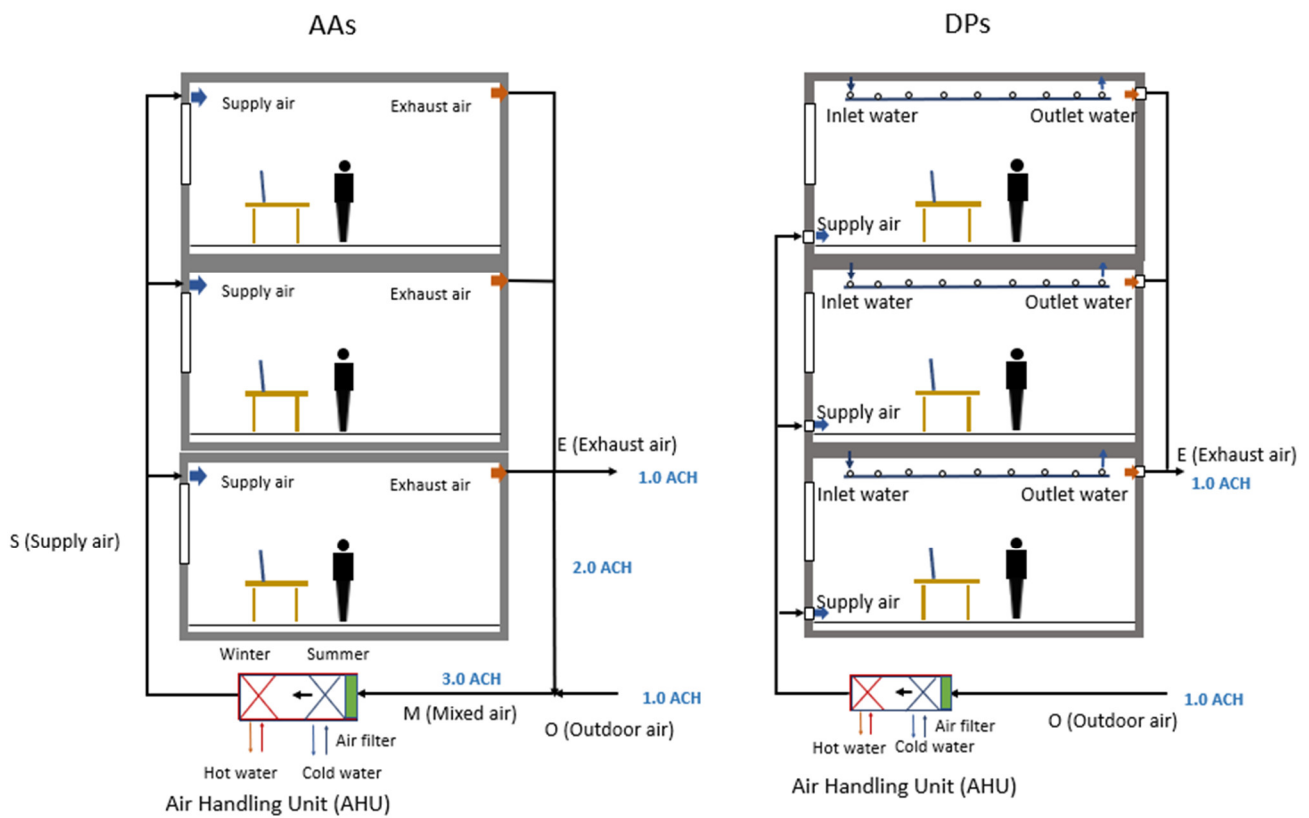 AAs
Supply air
Exhaust air
Supply air
Exhaust air
E (Exhaust air)
1.0 ACH
Supply air
Exhaust air
S (Supply air)
2.0 ACH
Winter
Summer
3.0 ACH
1.0 ACH
M (Mixed air)
O (Outdoor air)
Air filter
Hot water
Cold water
Air Handling Unit (AHU)
DPs
Inlet water
Outlet water
Supply air
Inlet water
Outlet water
Supply air
E (Exhaust air)
1.0 ACH
Inlet water
Outlet water
Supply air
1.0 ACH
O (Outdoor air)
Air filter
Hot water
Cold water
Air Handling Unit (AHU)